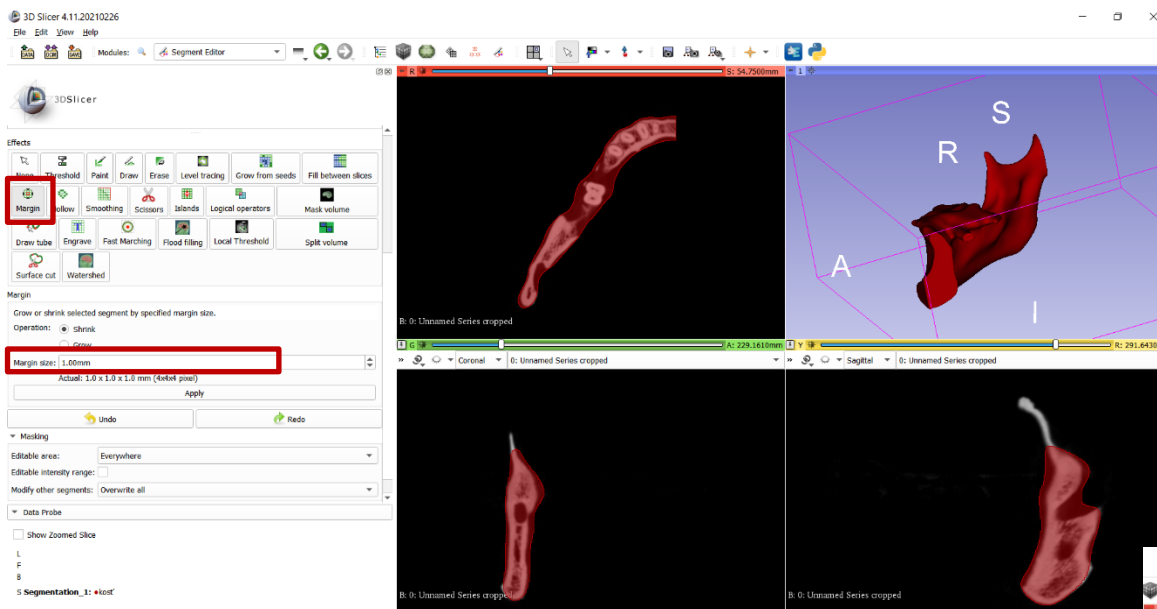 3D Slicer 4.11.20210226
File Edit View Help
DATA DCM SAVE Modules: Segment Editor
R S: 54.7500mm 1
3DSlicer
Effects
None Threshold Paint Draw Erase Level tracing Grow from seeds Fill between slices
Margin Hollow Smoothing Scissors Islands Logical operators Mask volume
Draw tube Engrave Fast Marching Flood filling Local Threshold Split volume
Surface cut Watershed
Margin
Grow or shrink selected segment by specified margin size.
Operation: Shrink
Grow
Margin size: 1.00mm
Actual: 1.0 x 1.0 x 1.0 mm (4x4x4 pixel)
Apply
Undo Redo
Masking
Editable area: Everywhere
Editable intensity range:
Modify other segments: Overwrite all
Data Probe
Show Zoomed Slice
L
F
B
S Segmentation_1: ●kosť
B: 0: Unnamed Series cropped
S
R
A
I
G A: 229.1610mm
» Coronal 0: Unnamed Series cropped
B: 0: Unnamed Series cropped
Y R: 291.6430
» Sagittal 0: Unnamed Series cropped
B: 0: Unnamed Series cropped